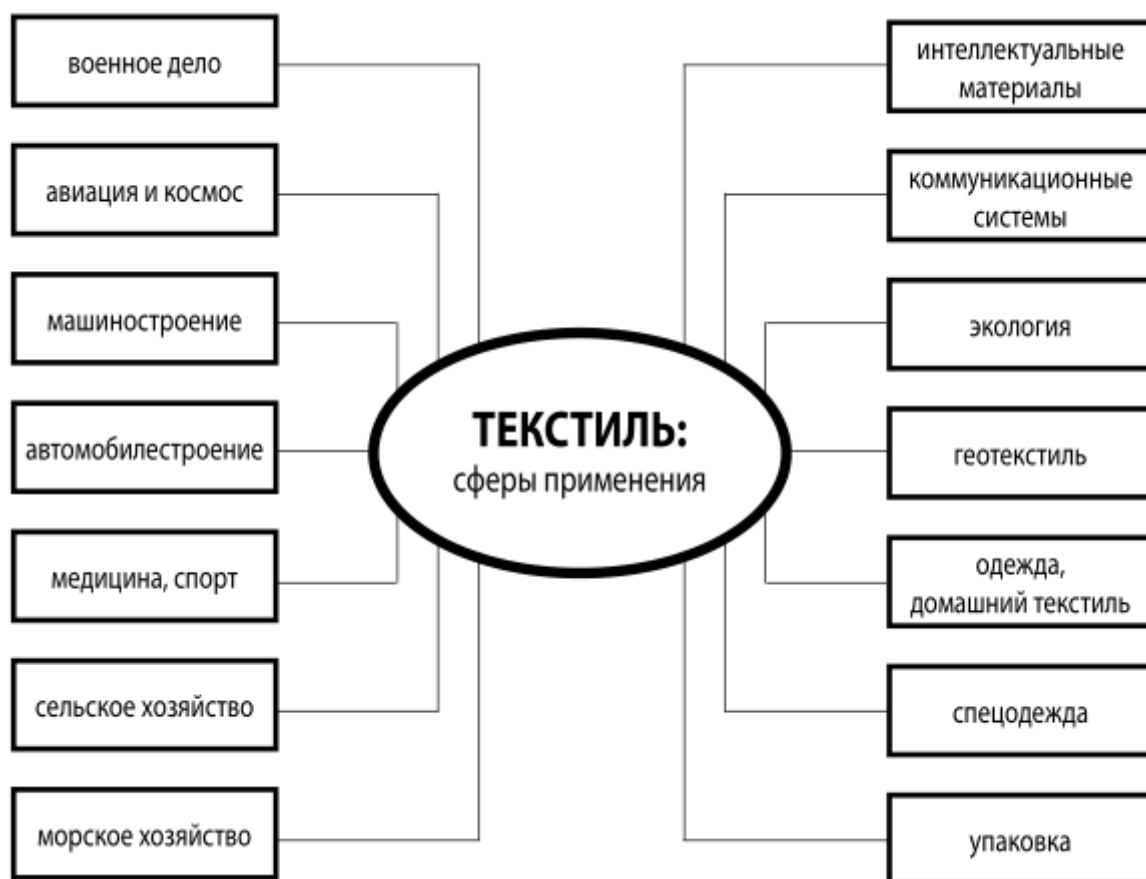 военное дело
авиация и космос
машиностроение
автомобилестроение
медицина, спорт
сельское хозяйство
морское хозяйство
ТЕКСТИЛЬ:
сферы применения
интеллектуальные
материалы
коммуникационные
системы
экология
геотекстиль
одежда,
домашний текстиль
спецодежда
упаковка